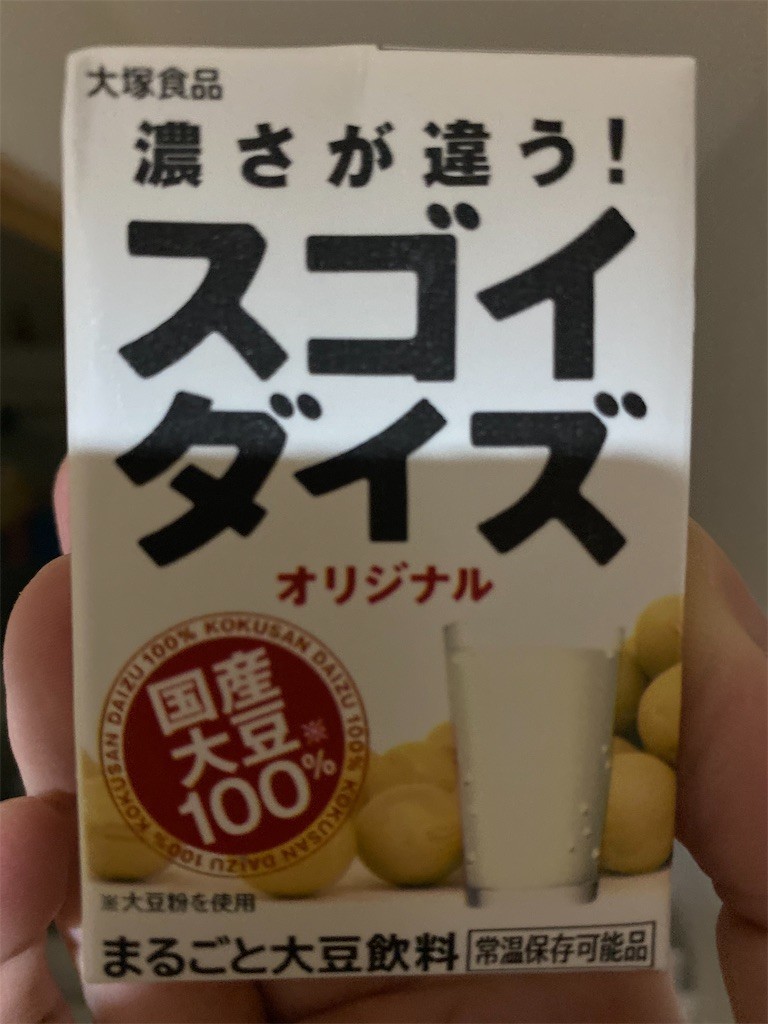 大塚食品
濃さが違う!
スゴイ
ダイズ
オリジナル
100% KOKUSAN DAIZU 100% KOKUSAN DAIZU 100% KOKUSAN DAIZU
国産
大豆※
100%
※大豆粉を使用
まるごと大豆飲料
常温保存可能品